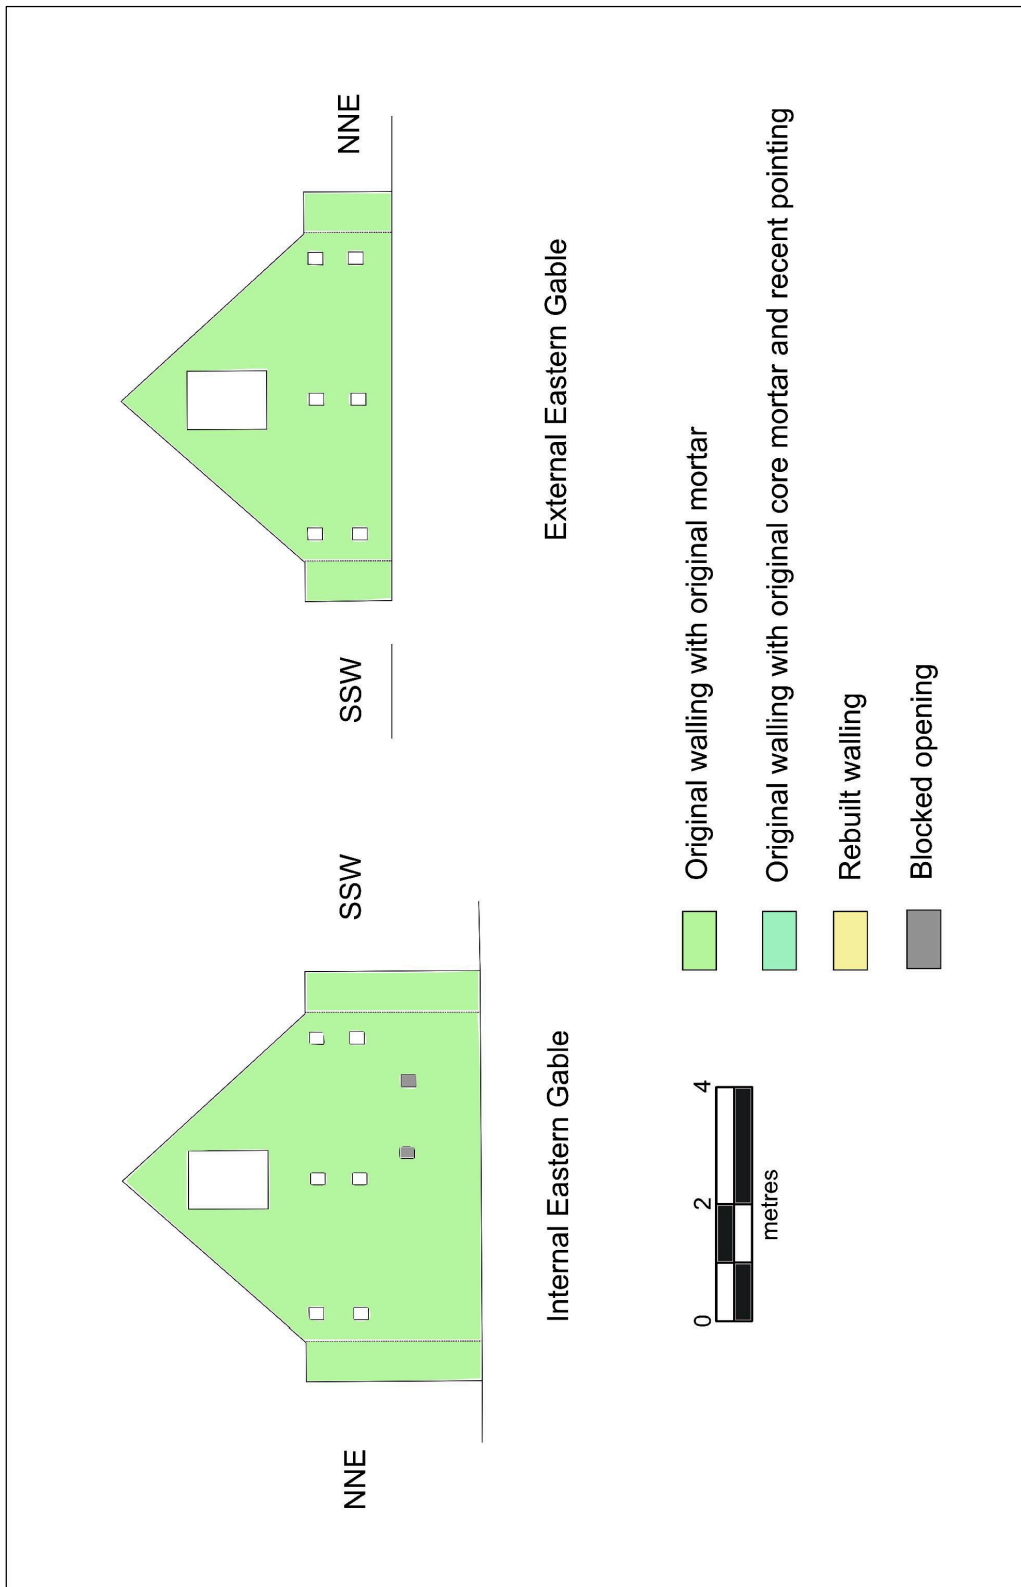 NNE
SSW
Internal Eastern Gable
SSW
NNE
External Eastern Gable
0
2
4
metres
Original walling with original mortar
Original walling with original core mortar and recent pointing
Rebuilt walling
Blocked opening